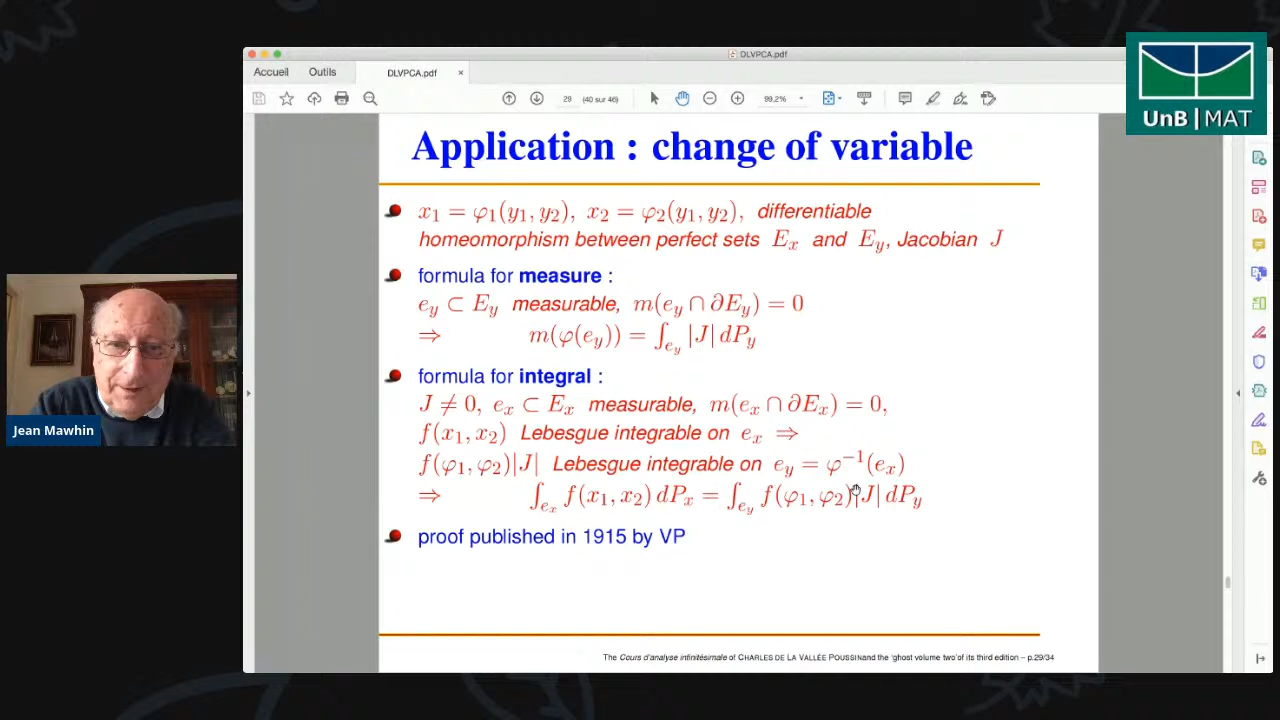 DLVPCA.pdf
Accueil Outils DLVPCA.pdf ×
29 (40 sur 46) 99,2%
UnB | MAT
Application : change of variable
x₁ = φ₁(y₁, y₂), x₂ = φ₂(y₁, y₂), differentiable
homeomorphism between perfect sets Eₓ and E_y, Jacobian J
formula for measure :
e_y ⊂ E_y measurable, m(e_y ∩ ∂E_y) = 0
⇒ m(φ(e_y)) = ∫_{e_y} |J| dP_y
formula for integral :
J ≠ 0, eₓ ⊂ Eₓ measurable, m(eₓ ∩ ∂Eₓ) = 0,
f(x₁, x₂) Lebesgue integrable on eₓ ⇒
f(φ₁, φ₂)|J| Lebesgue integrable on e_y = φ⁻¹(eₓ)
⇒ ∫_{eₓ} f(x₁, x₂) dPₓ = ∫_{e_y} f(φ₁, φ₂)|J| dP_y
proof published in 1915 by VP
The Cours d'analyse infinitésimale of CHARLES DE LA VALLÉE POUSSINand the 'ghost volume two'of its third edition – p.29/34
Jean Mawhin